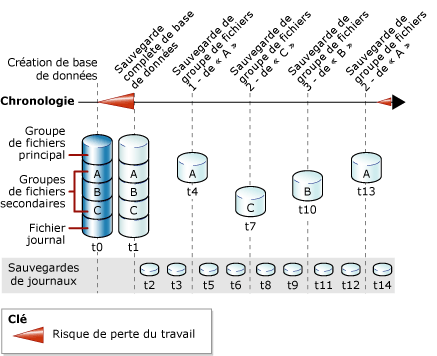 Création de base
de données
Sauvegarde
complète de base
de données
Sauvegarde de
groupe de fichiers
1 - de « A »
Sauvegarde de
groupe de fichiers
2 - de « C »
Sauvegarde de
groupe de fichiers
3 - de « B »
Sauvegarde de
groupe de fichiers
2 - de « A »
Chronologie
Groupe
de fichiers
principal
Groupes
de fichiers
secondaires
Fichier
journal
A
B
C
t0
A
B
C
t1
A
t4
C
t7
B
t10
A
t13
Sauvegardes
de journaux
t2 t3 t5 t6 t8 t9 t11 t12 t14
Clé
Risque de perte du travail